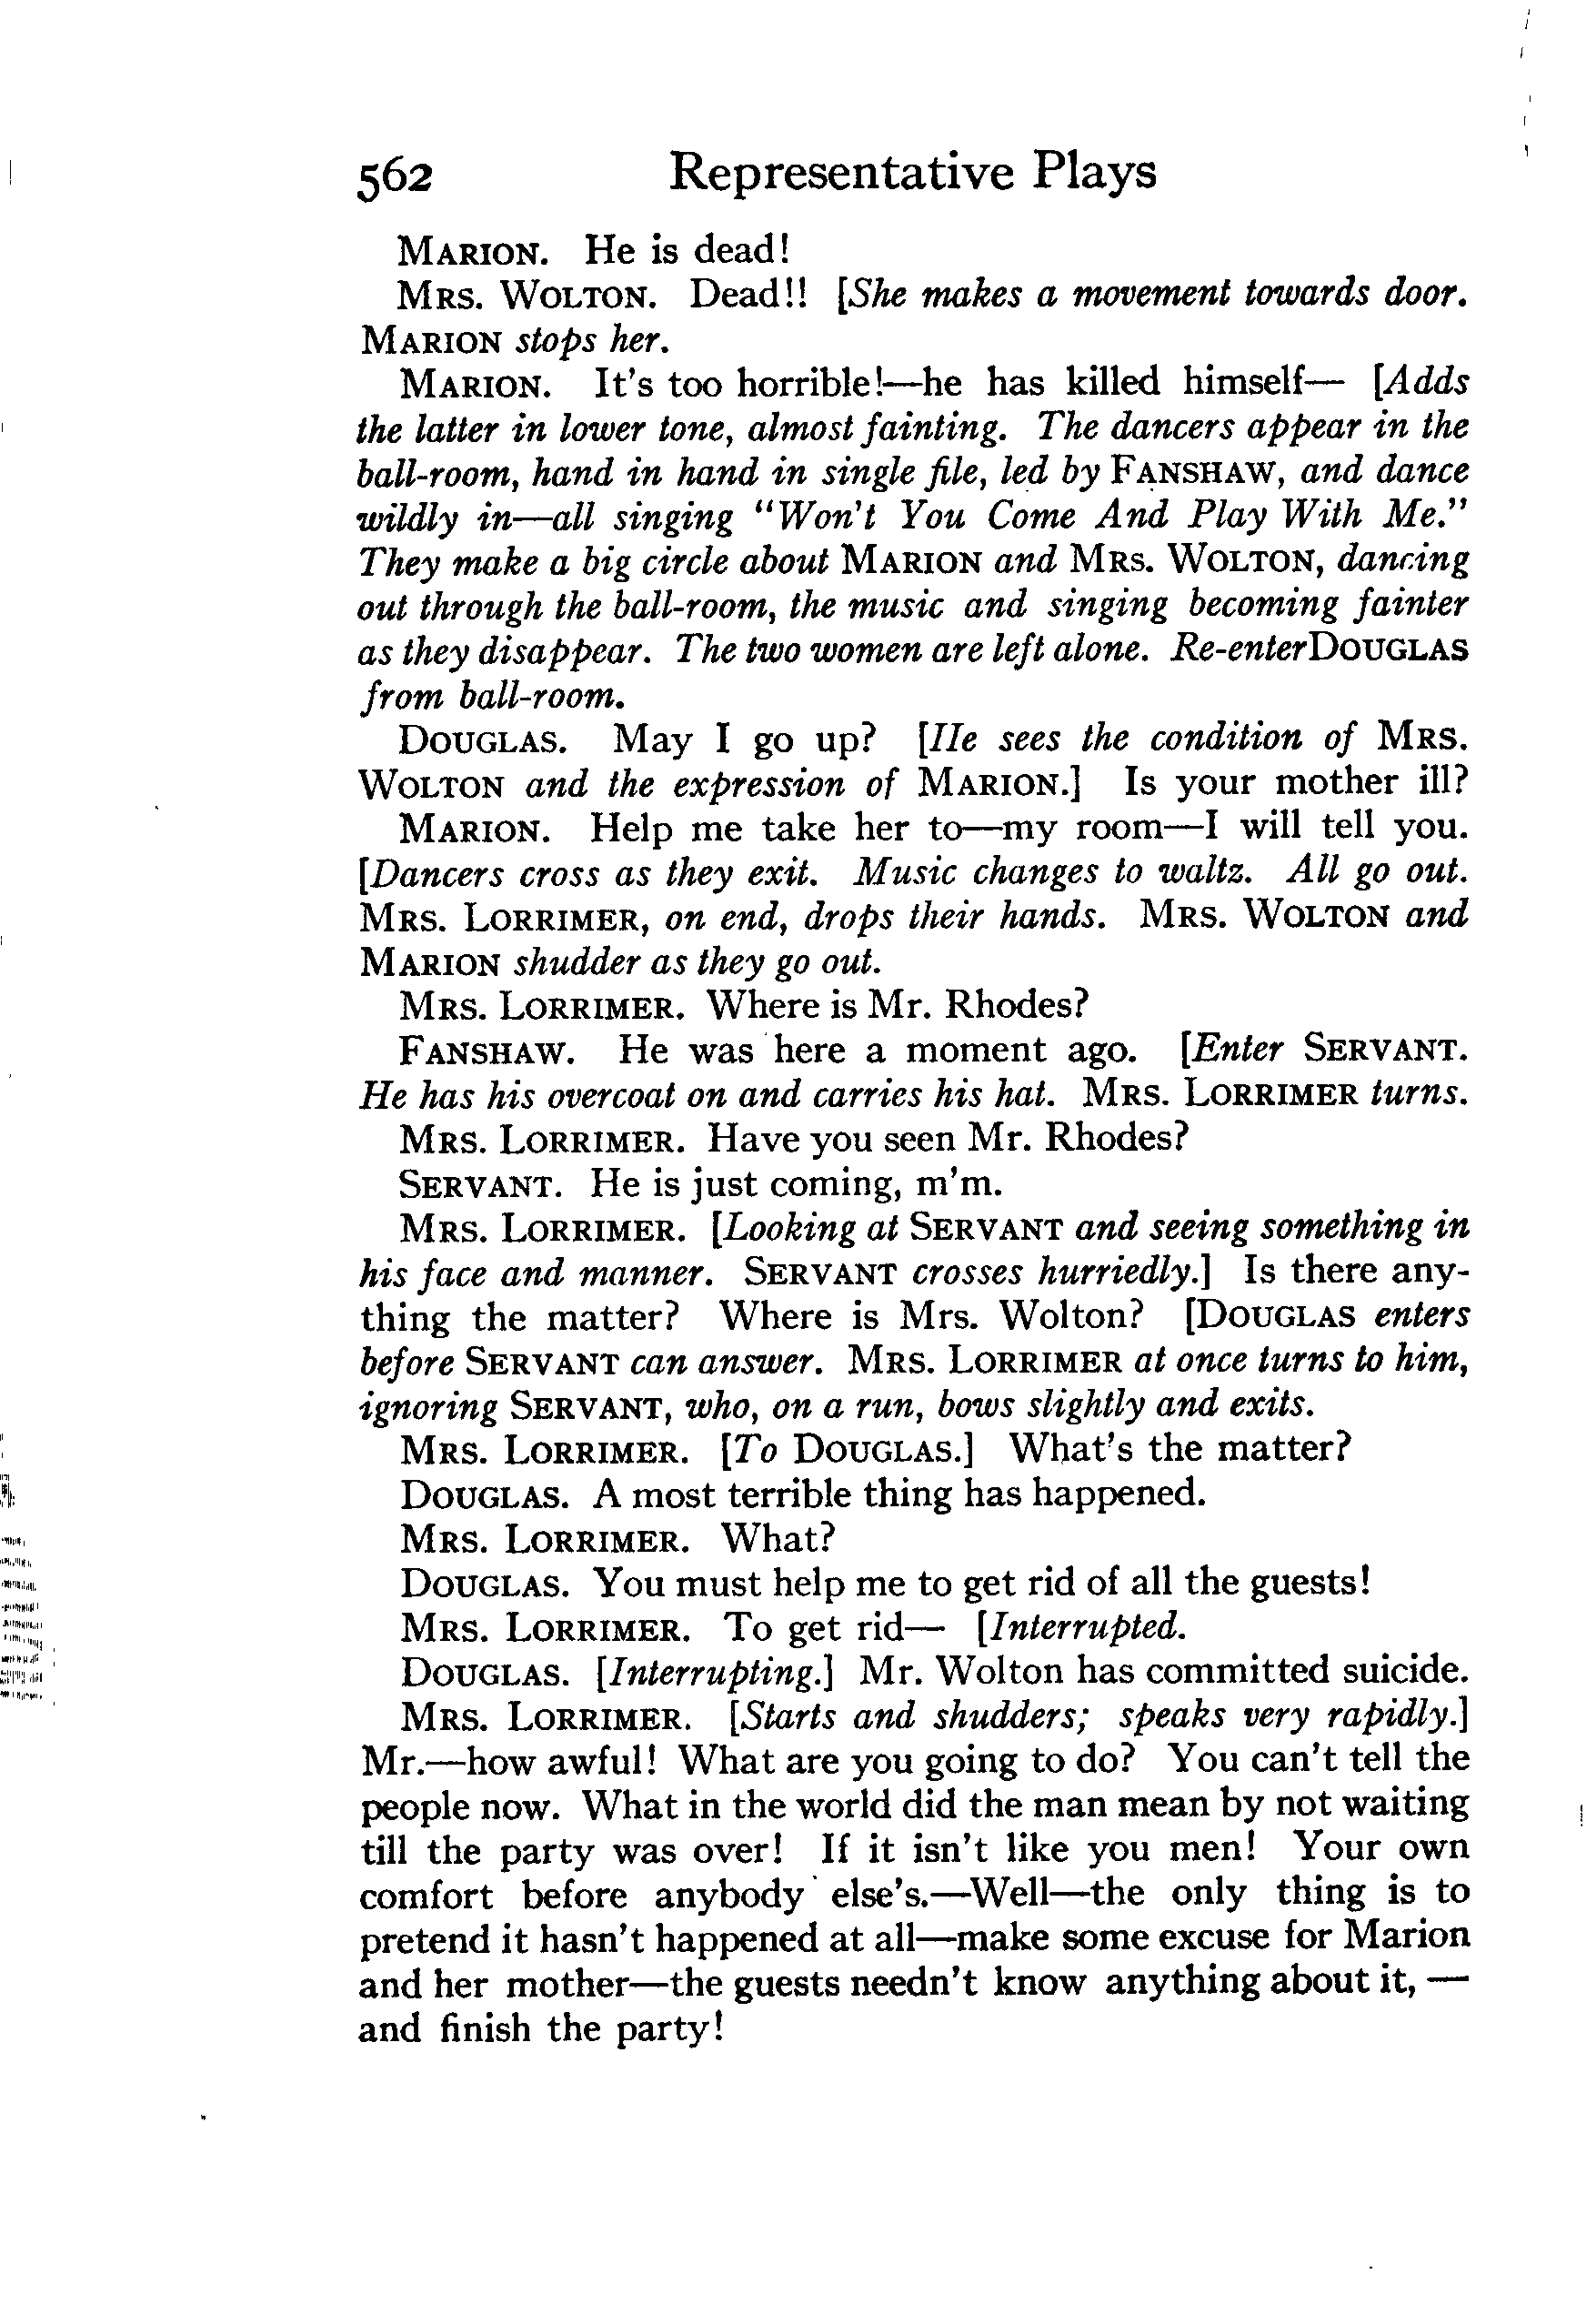 562 Representative Plays
MARION. He is dead!
MRS. WOLTON. Dead!! [She makes a movement towards door.
MARION stops her.
MARION. It's too horrible!—he has killed himself— [Adds
the latter in lower tone, almost fainting. The dancers appear in the
ball-room, hand in hand in single file, led by FANSHAW, and dance
wildly in—all singing "Won't You Come And Play With Me."
They make a big circle about MARION and MRS. WOLTON, dancing
out through the ball-room, the music and singing becoming fainter
as they disappear. The two women are left alone. Re-enterDOUGLAS
from ball-room.
DOUGLAS. May I go up? [He sees the condition of MRS.
WOLTON and the expression of MARION.] Is your mother ill?
MARION. Help me take her to—my room—I will tell you.
[Dancers cross as they exit. Music changes to waltz. All go out.
MRS. LORRIMER, on end, drops their hands. MRS. WOLTON and
MARION shudder as they go out.
MRS. LORRIMER. Where is Mr. Rhodes?
FANSHAW. He was here a moment ago. [Enter SERVANT.
He has his overcoat on and carries his hat. MRS. LORRIMER turns.
MRS. LORRIMER. Have you seen Mr. Rhodes?
SERVANT. He is just coming, m'm.
MRS. LORRIMER. [Looking at SERVANT and seeing something in
his face and manner. SERVANT crosses hurriedly.] Is there any-
thing the matter? Where is Mrs. Wolton? [DOUGLAS enters
before SERVANT can answer. MRS. LORRIMER at once turns to him,
ignoring SERVANT, who, on a run, bows slightly and exits.
MRS. LORRIMER. [To DOUGLAS.] What's the matter?
DOUGLAS. A most terrible thing has happened.
MRS. LORRIMER. What?
DOUGLAS. You must help me to get rid of all the guests!
MRS. LORRIMER. To get rid— [Interrupted.
DOUGLAS. [Interrupting.] Mr. Wolton has committed suicide.
MRS. LORRIMER. [Starts and shudders; speaks very rapidly.]
Mr.—how awful! What are you going to do? You can't tell the
people now. What in the world did the man mean by not waiting
till the party was over! If it isn't like you men! Your own
comfort before anybody else's.—Well—the only thing is to
pretend it hasn't happened at all—make some excuse for Marion
and her mother—the guests needn't know anything about it, —
and finish the party!